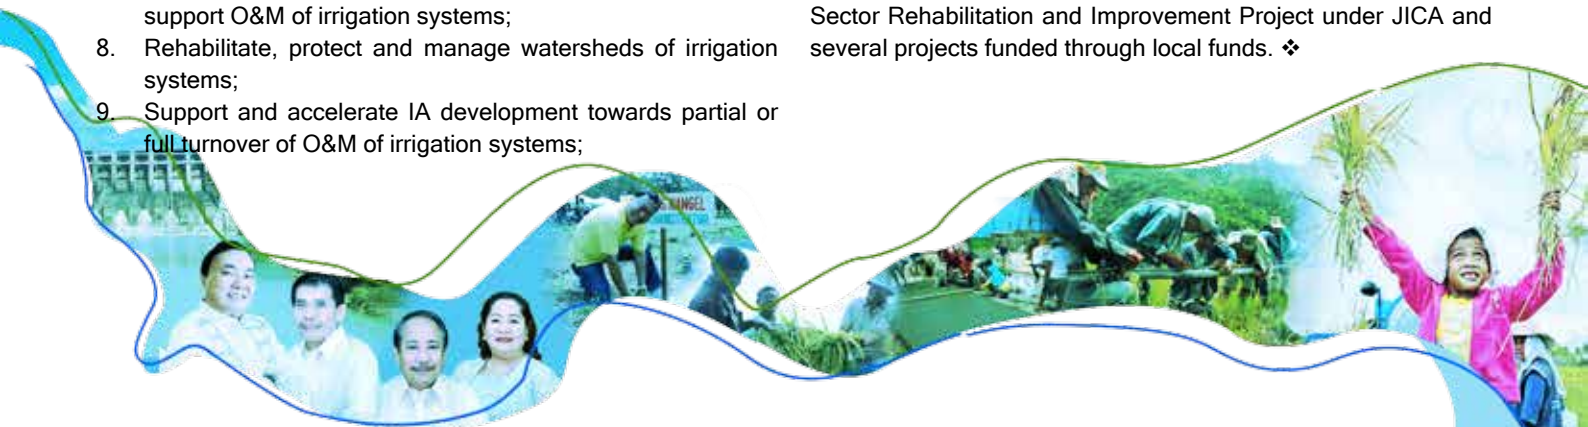 support O&M of irrigation systems;
8. Rehabilitate, protect and manage watersheds of irrigation
systems;
9. Support and accelerate IA development towards partial or
full turnover of O&M of irrigation systems;
Sector Rehabilitation and Improvement Project under JICA and
several projects funded through local funds. ❖